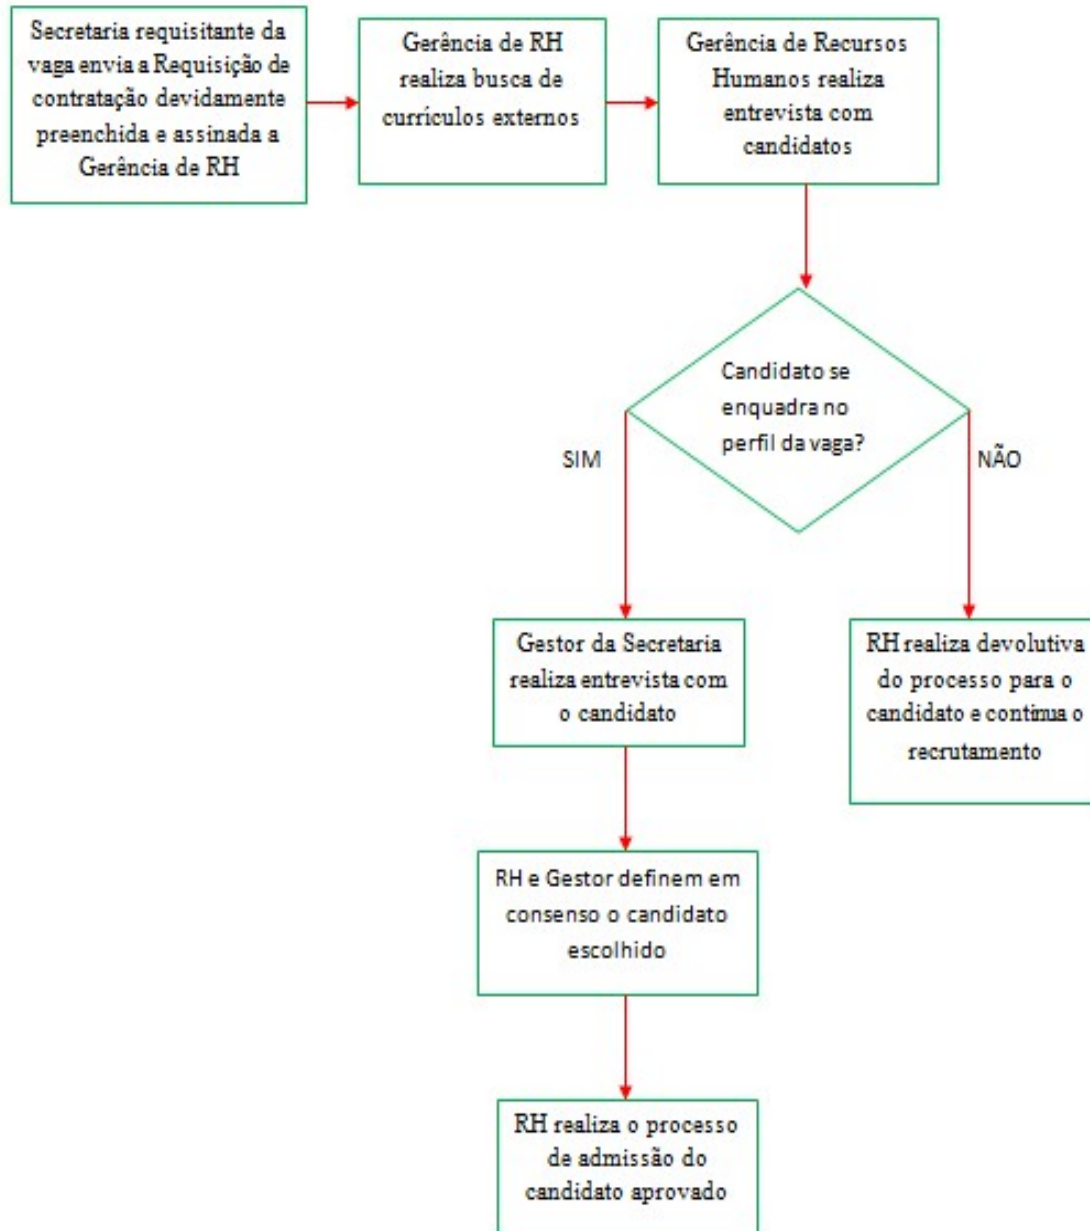 Secretaria requisitante da
vaga envia a Requisição de
contratação devidamente
preenchida e assinada a
Gerência de RH
Gerência de RH
realiza busca de
currículos externos
Gerência de Recursos
Humanos realiza
entrevista com
candidatos
Candidato se
enquadra no
perfil da vaga?
SIM
NÃO
Gestor da Secretaria
realiza entrevista com
o candidato
RH realiza devolutiva
do processo para o
candidato e continua o
recrutamento
RH e Gestor definem em
consenso o candidato
escolhido
RH realiza o processo
de admissão do
candidato aprovado